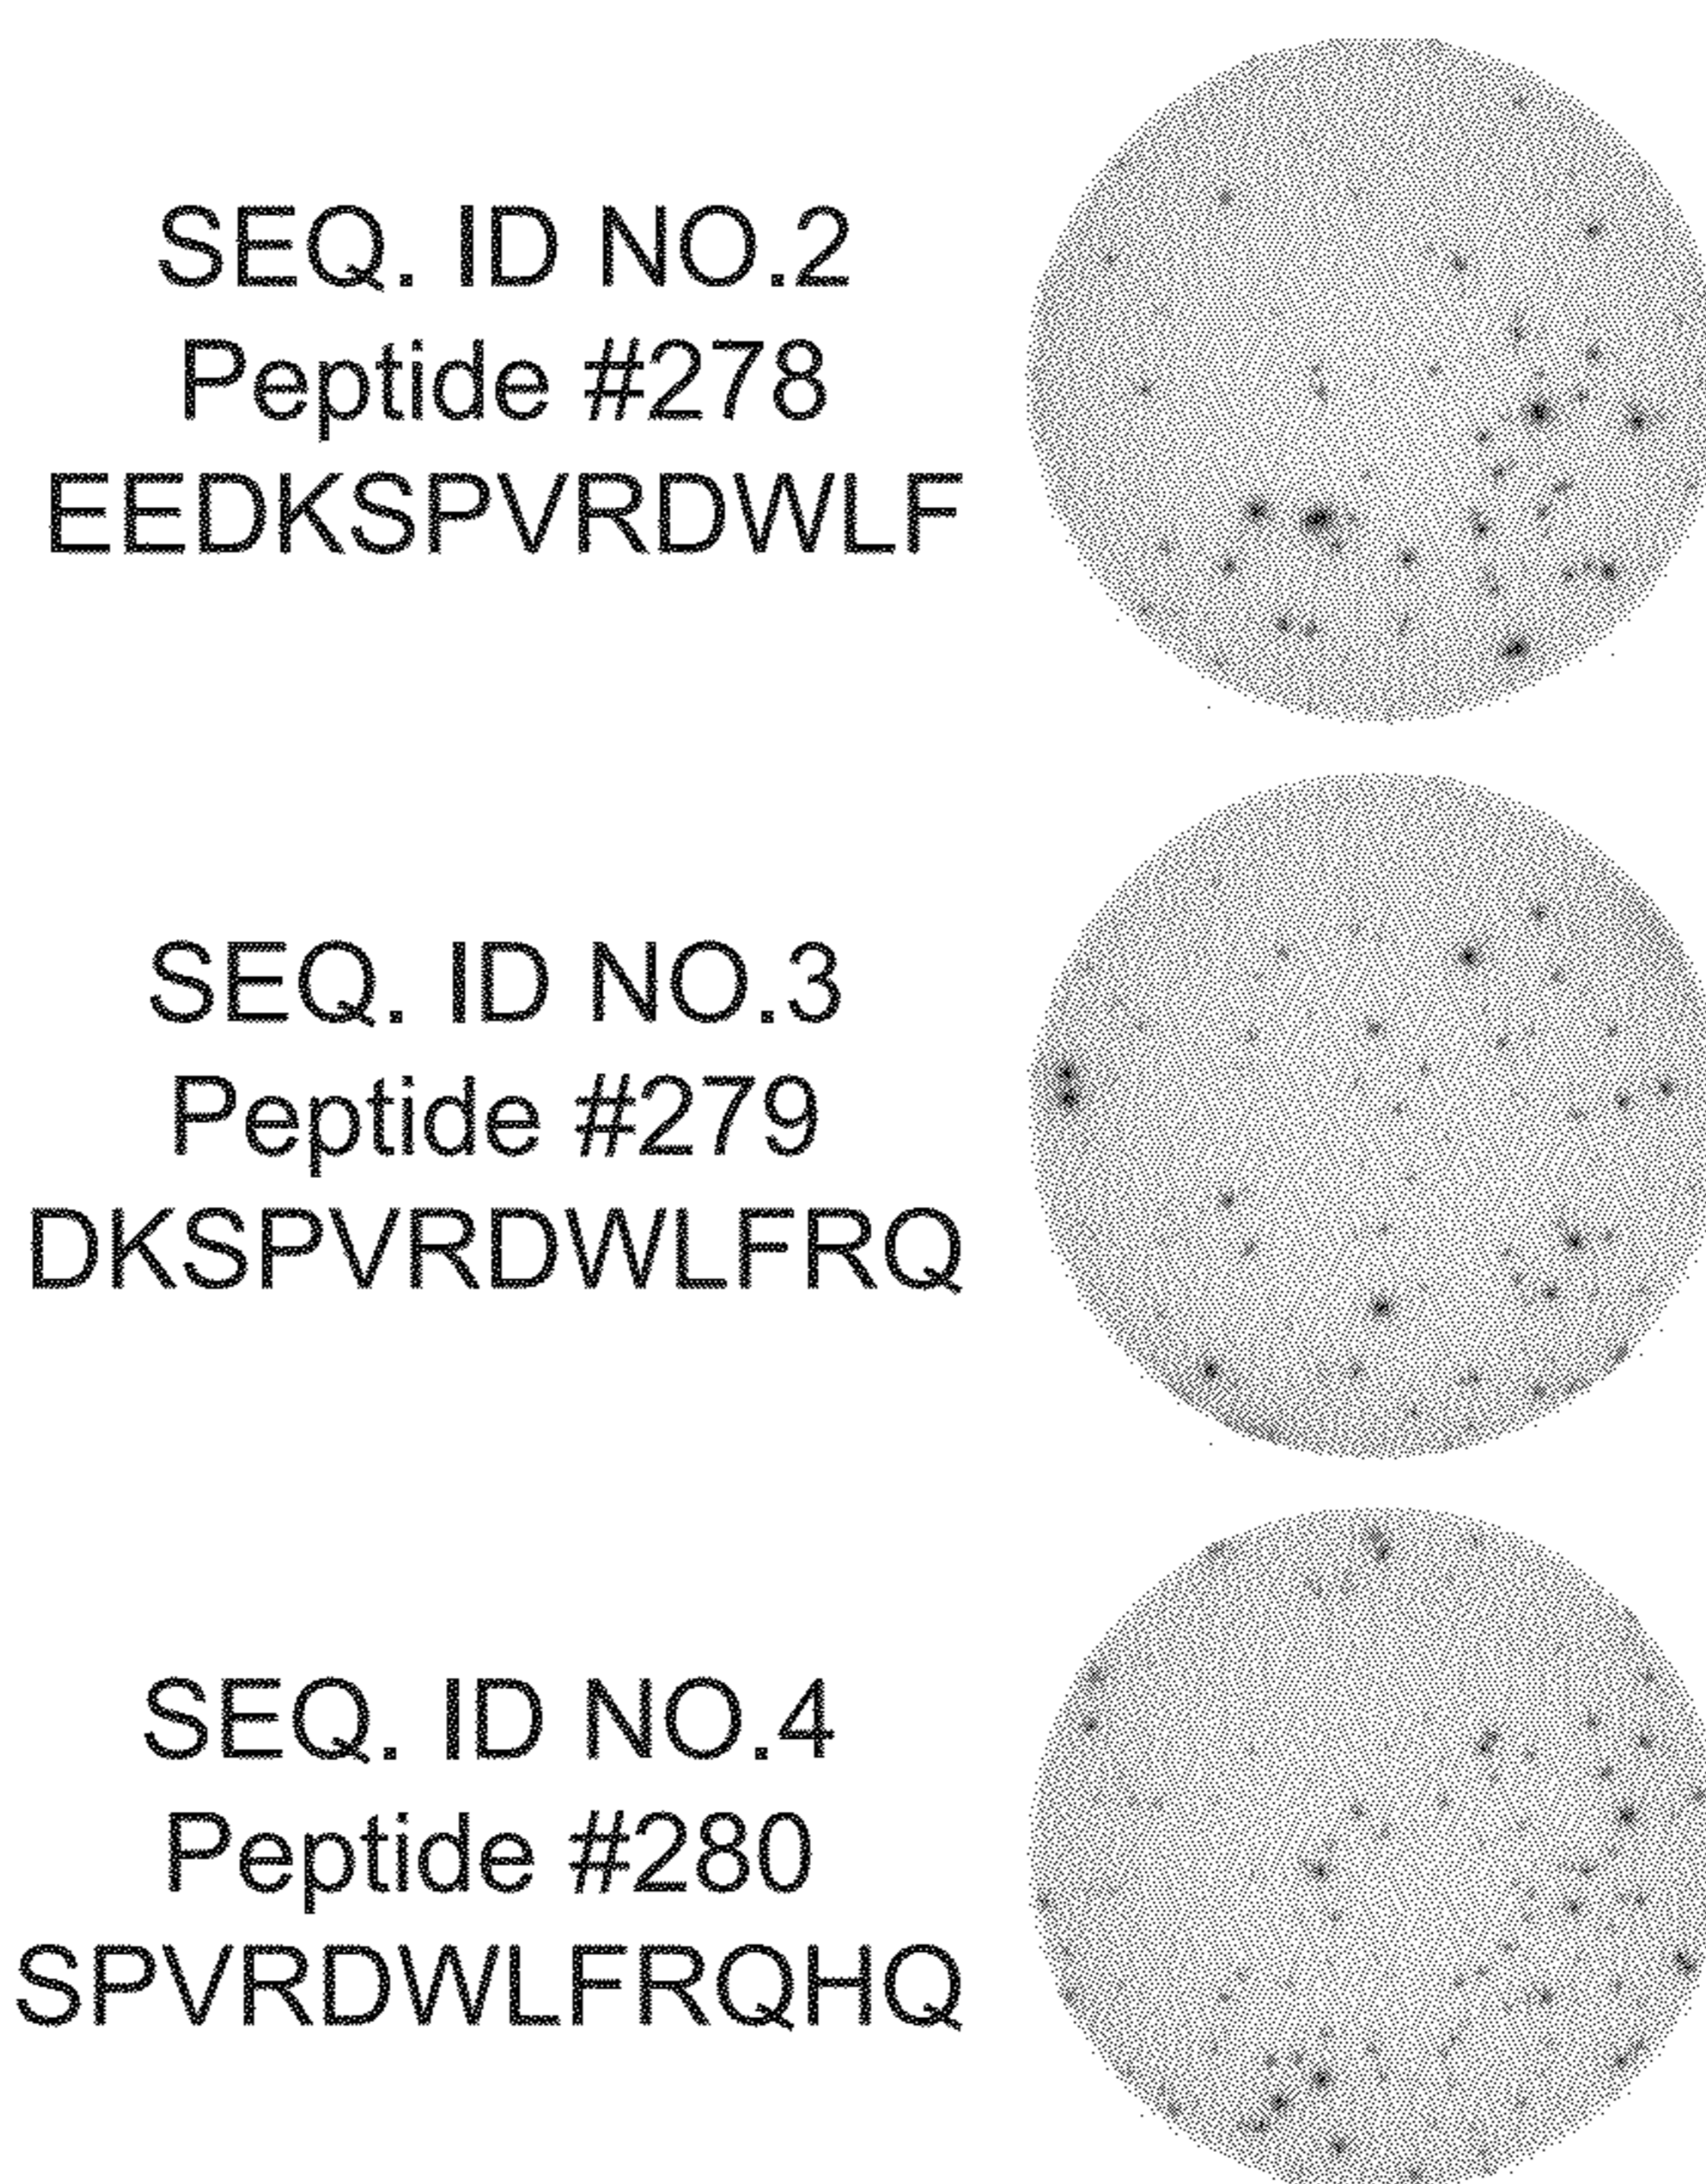 SEQ. ID NO.2
Peptide #278
EEDKSPVRDWLF
SEQ. ID NO.3
Peptide #279
DKSPVRDWLFRQ
SEQ. ID NO.4
Peptide #280
SPVRDWLFRQHQ